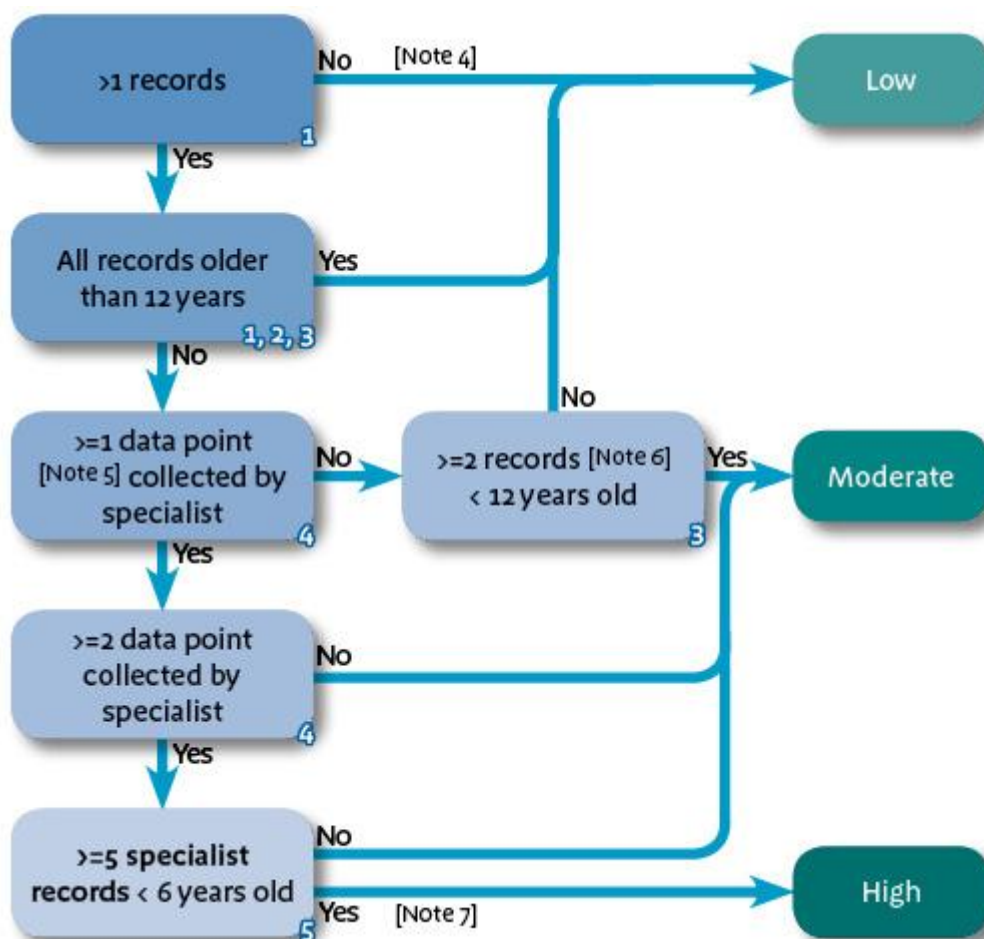 >1 records
1
No
[Note 4]
Low
Yes
All records older
than 12 years
1, 2, 3
Yes
No
>=1 data point
[Note 5] collected by
specialist
4
No
>=2 records [Note 6]
< 12 years old
3
No
Yes
Moderate
Yes
>=2 data point
collected by
specialist
4
No
Yes
>=5 specialist
records < 6 years old
5
No
Yes
[Note 7]
High